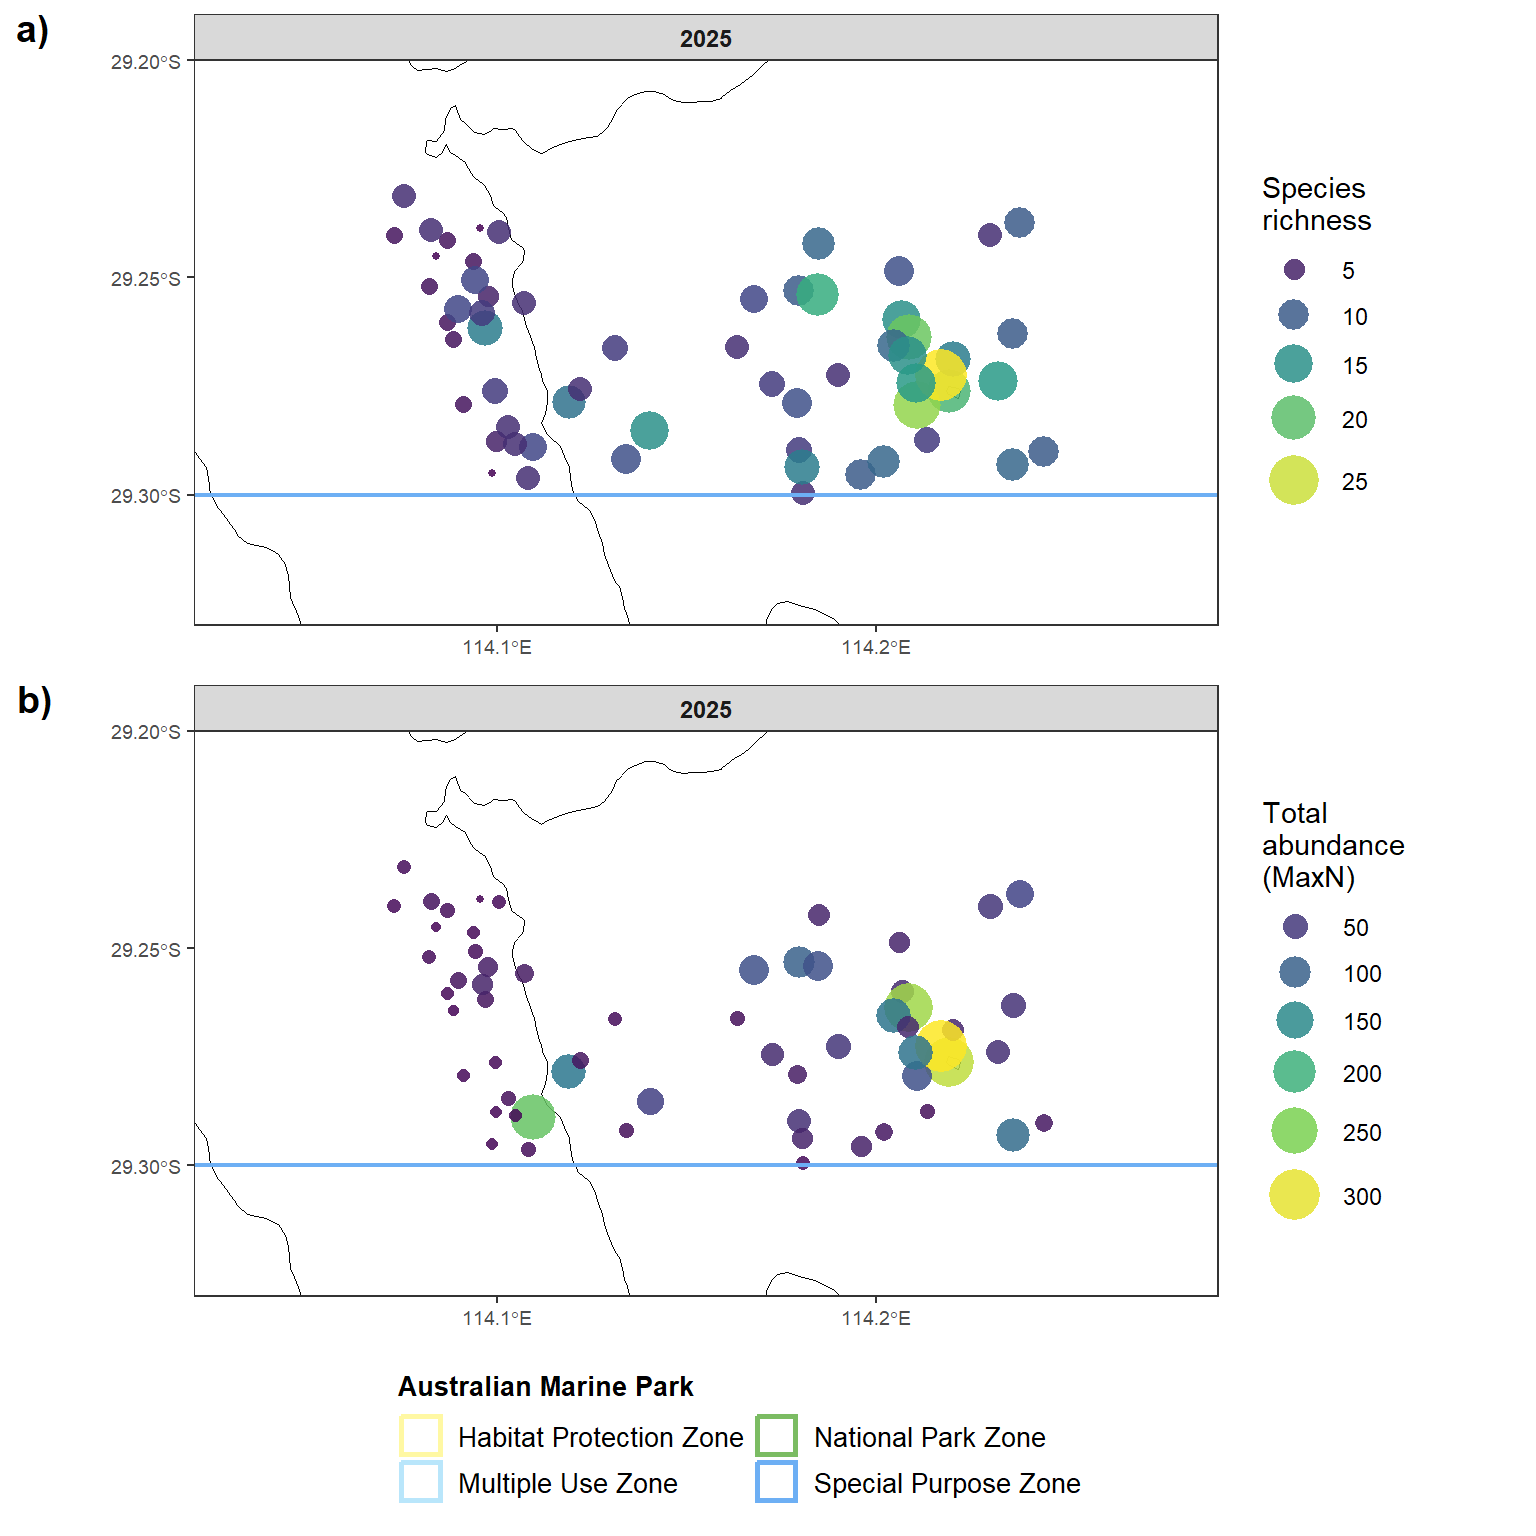 a)
2025
29.20°S
29.25°S
29.30°S
114.1°E
114.2°E
Species
richness
5
10
15
20
25
b)
2025
29.20°S
29.25°S
29.30°S
114.1°E
114.2°E
Total
abundance
(MaxN)
50
100
150
200
250
300
Australian Marine Park
Habitat Protection Zone
National Park Zone
Multiple Use Zone
Special Purpose Zone